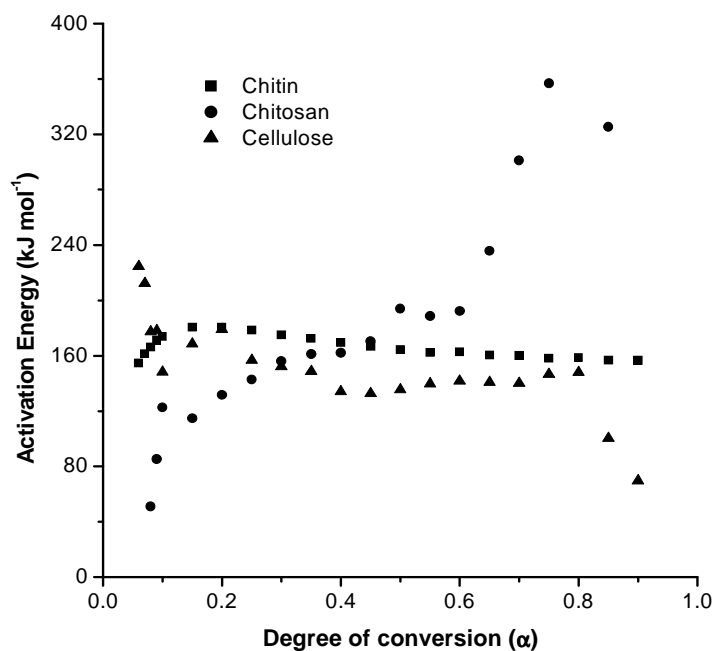 400
320
240
160
80
0
Activation Energy (kJ mol⁻¹)
Chitin
Chitosan
Cellulose
0.0 0.2 0.4 0.6 0.8 1.0
Degree of conversion (α)